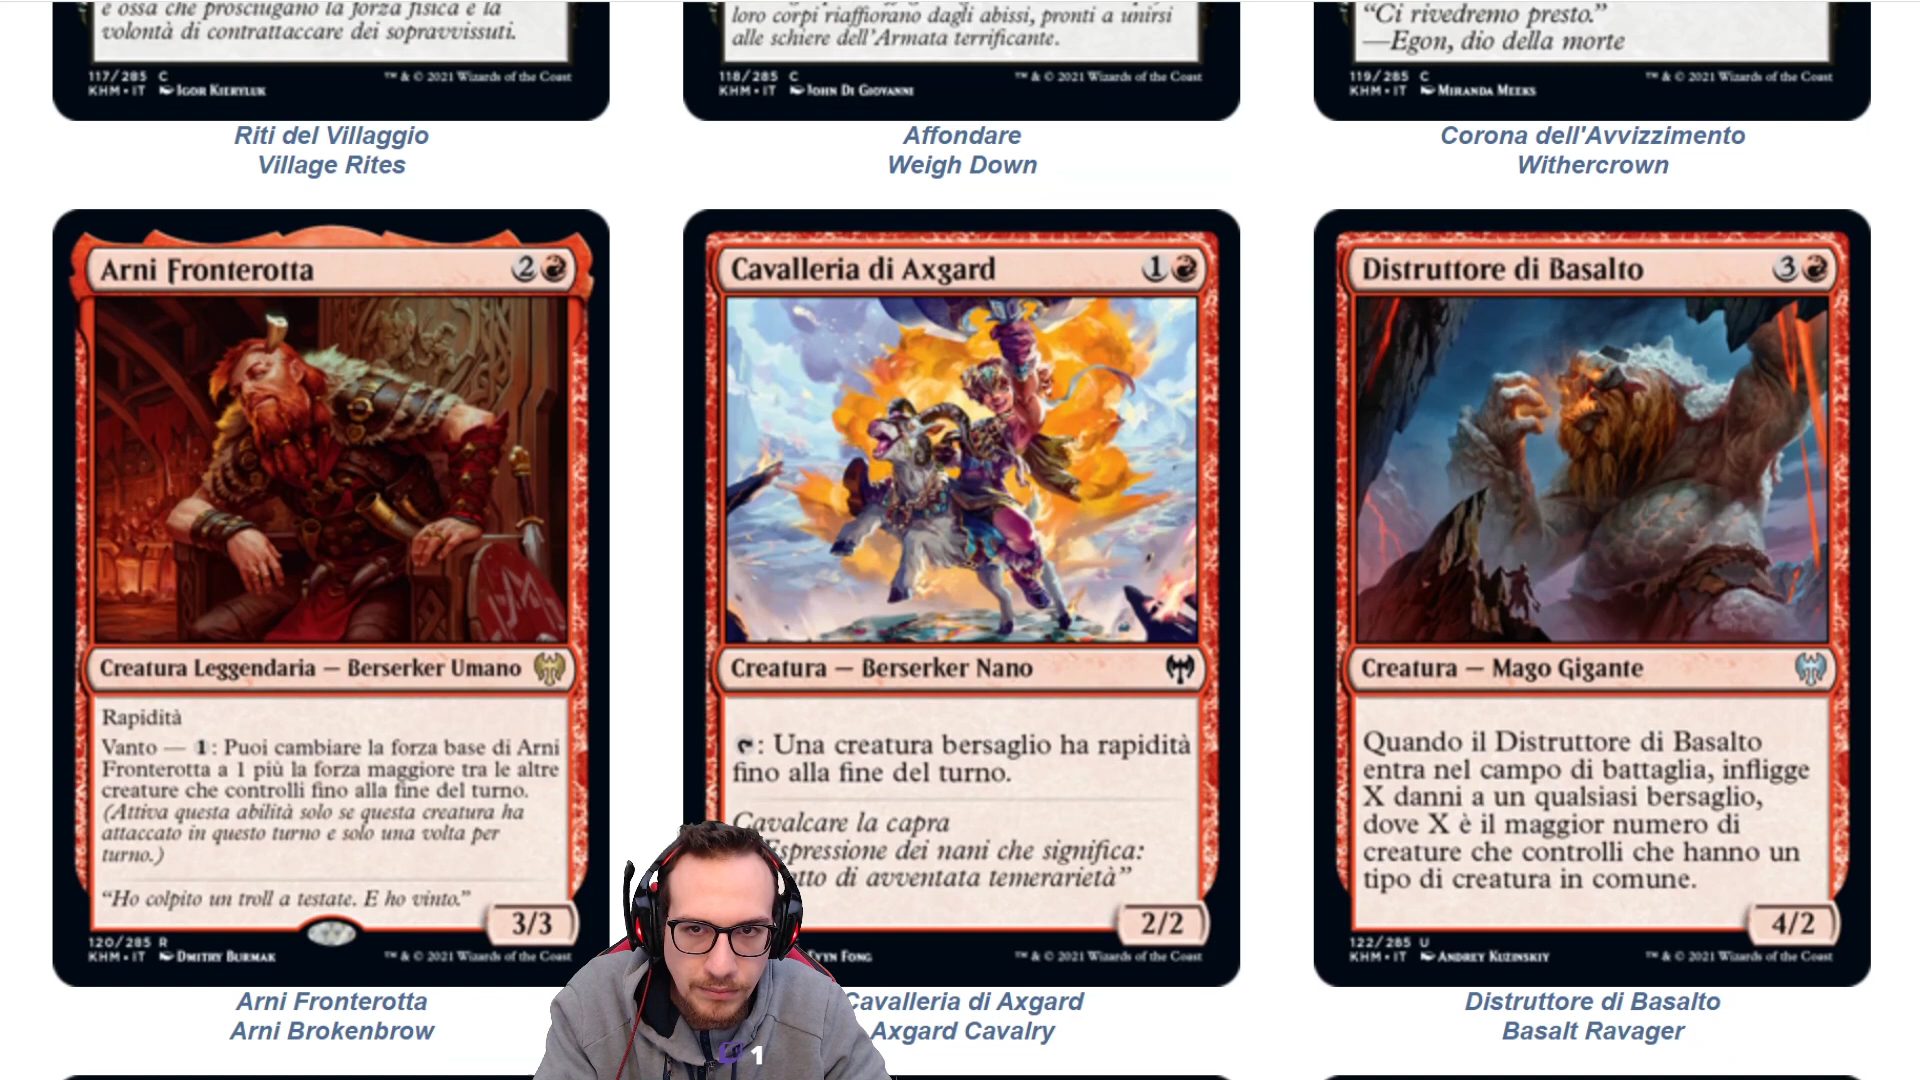 e ossa che prosciugano la forza fisica e la
volontà di contrattaccare dei sopravvissuti.
117/285 C
KHM • IT IGOR KIERYLUK
™ & © 2021 Wizards of the Coast
Riti del Villaggio
Village Rites
loro corpi riaffiorano dagli abissi, pronti a unirsi
alle schiere dell'Armata terrificante.
118/285 C
KHM • IT JOHN DI GIOVANNI
™ & © 2021 Wizards of the Coast
Affondare
Weigh Down
“Ci rivedremo presto.”
—Egon, dio della morte
119/285 C
KHM • IT MIRANDA MEEKS
™ & © 2021 Wizards of the Coast
Corona dell'Avvizzimento
Withercrown
Arni Fronterotta 2
Creatura Leggendaria — Berserker Umano
Rapidità
Vanto — 1: Puoi cambiare la forza base di Arni
Fronterotta a 1 più la forza maggiore tra le altre
creature che controlli fino alla fine del turno.
(Attiva questa abilità solo se questa creatura ha
attaccato in questo turno e solo una volta per
turno.)
“Ho colpito un troll a testate. E ho vinto.”
3/3
120/285 R
KHM • IT DMITRY BURMAK
™ & © 2021 Wizards of the Coast
Arni Fronterotta
Arni Brokenbrow
Cavalleria di Axgard 1
Creatura — Berserker Nano
: Una creatura bersaglio ha rapidità
fino alla fine del turno.
Cavalcare la capra
Espressione dei nani che significa:
di avventata temerarietà”
2/2
FONG
™ & © 2021 Wizards of the Coast
Cavalleria di Axgard
Axgard Cavalry
Distruttore di Basalto 3
Creatura — Mago Gigante
Quando il Distruttore di Basalto
entra nel campo di battaglia, infligge
X danni a un qualsiasi bersaglio,
dove X è il maggior numero di
creature che controlli che hanno un
tipo di creatura in comune.
4/2
122/285 U
KHM • IT ANDREY KUZINSKIY
™ & © 2021 Wizards of the Coast
Distruttore di Basalto
Basalt Ravager
1